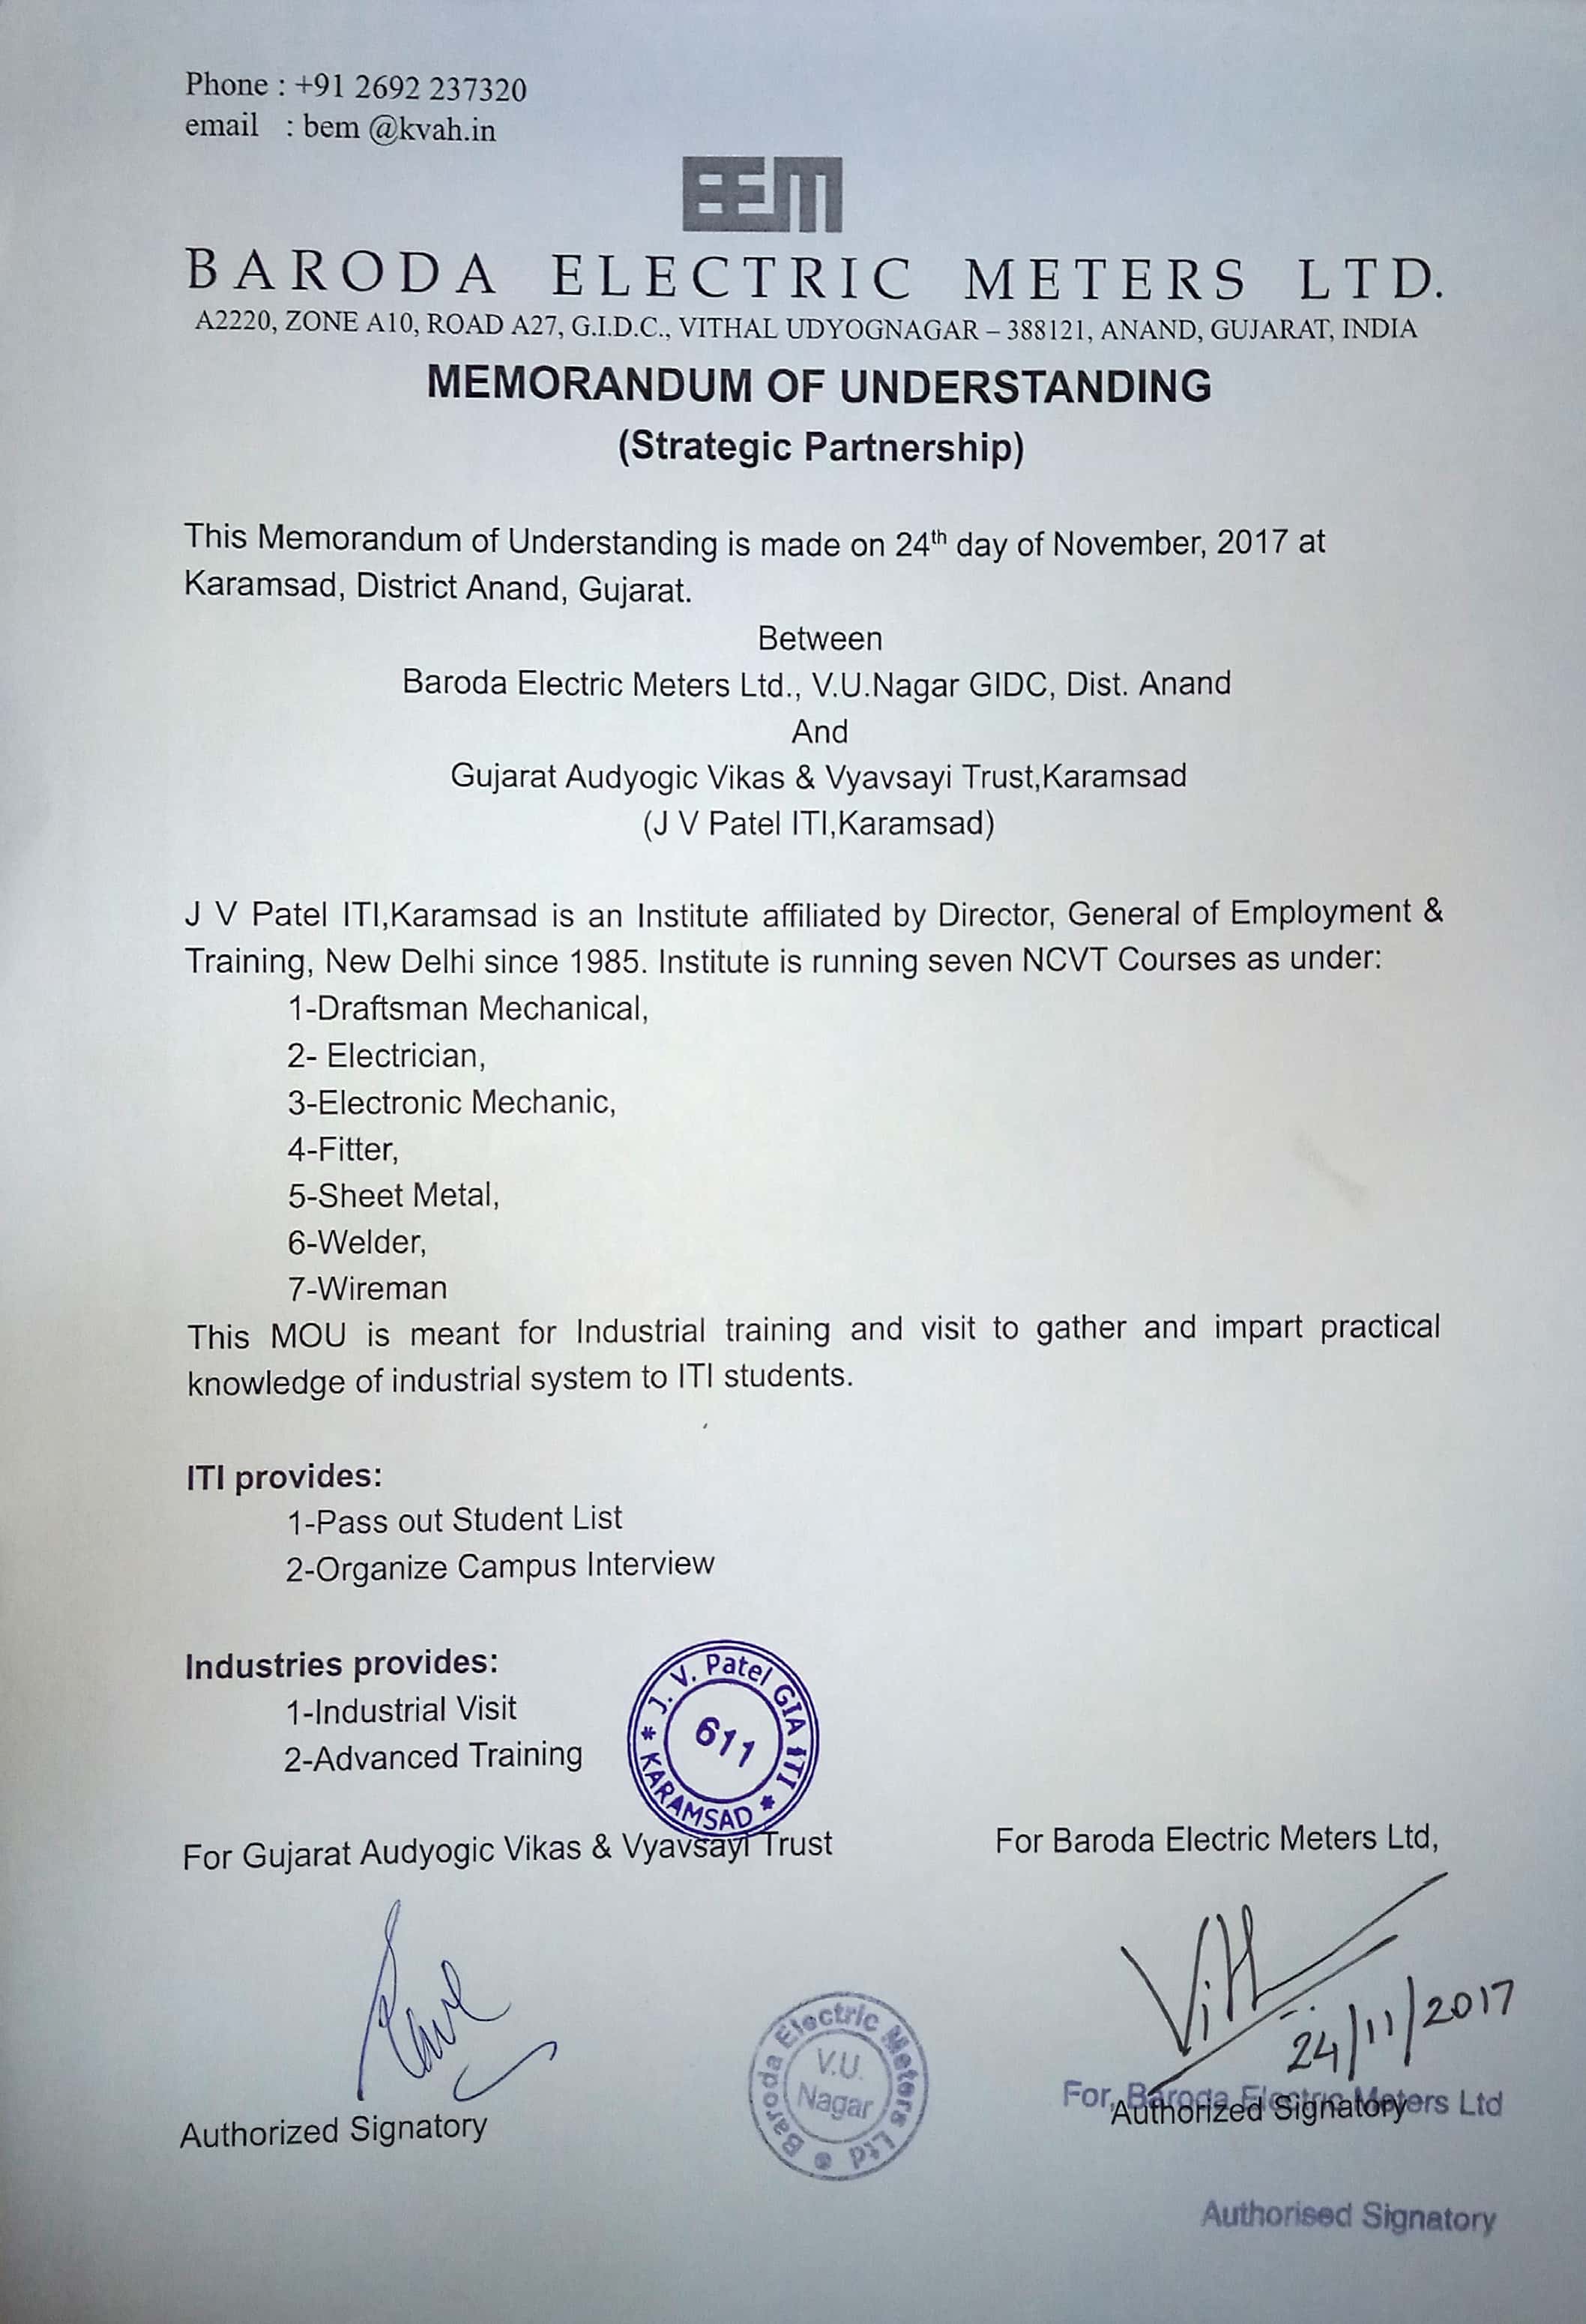 Phone : +91 2692 237320
email : bem @kvah.in
BEM
BARODA ELECTRIC METERS LTD.
A2220, ZONE A10, ROAD A27, G.I.D.C., VITHAL UDYOGNAGAR – 388121, ANAND, GUJARAT, INDIA
MEMORANDUM OF UNDERSTANDING
(Strategic Partnership)
This Memorandum of Understanding is made on 24th day of November, 2017 at
Karamsad, District Anand, Gujarat.
Between
Baroda Electric Meters Ltd., V.U.Nagar GIDC, Dist. Anand
And
Gujarat Audyogic Vikas & Vyavsayi Trust,Karamsad
(J V Patel ITI,Karamsad)
J V Patel ITI,Karamsad is an Institute affiliated by Director, General of Employment &
Training, New Delhi since 1985. Institute is running seven NCVT Courses as under:
1-Draftsman Mechanical,
2- Electrician,
3-Electronic Mechanic,
4-Fitter,
5-Sheet Metal,
6-Welder,
7-Wireman
This MOU is meant for Industrial training and visit to gather and impart practical
knowledge of industrial system to ITI students.
ITI provides:
1-Pass out Student List
2-Organize Campus Interview
Industries provides:
1-Industrial Visit
2-Advanced Training
J. V. Patel GIA ITI
611
* KARAMSAD *
For Gujarat Audyogic Vikas & Vyavsayi Trust
For Baroda Electric Meters Ltd,
24/11/2017
Baroda Electric Meters Ltd
V.U.
Nagar
For, Baroda Electric Meters Ltd
Authorized Signatory
Authorized Signatory
Authorised Signatory